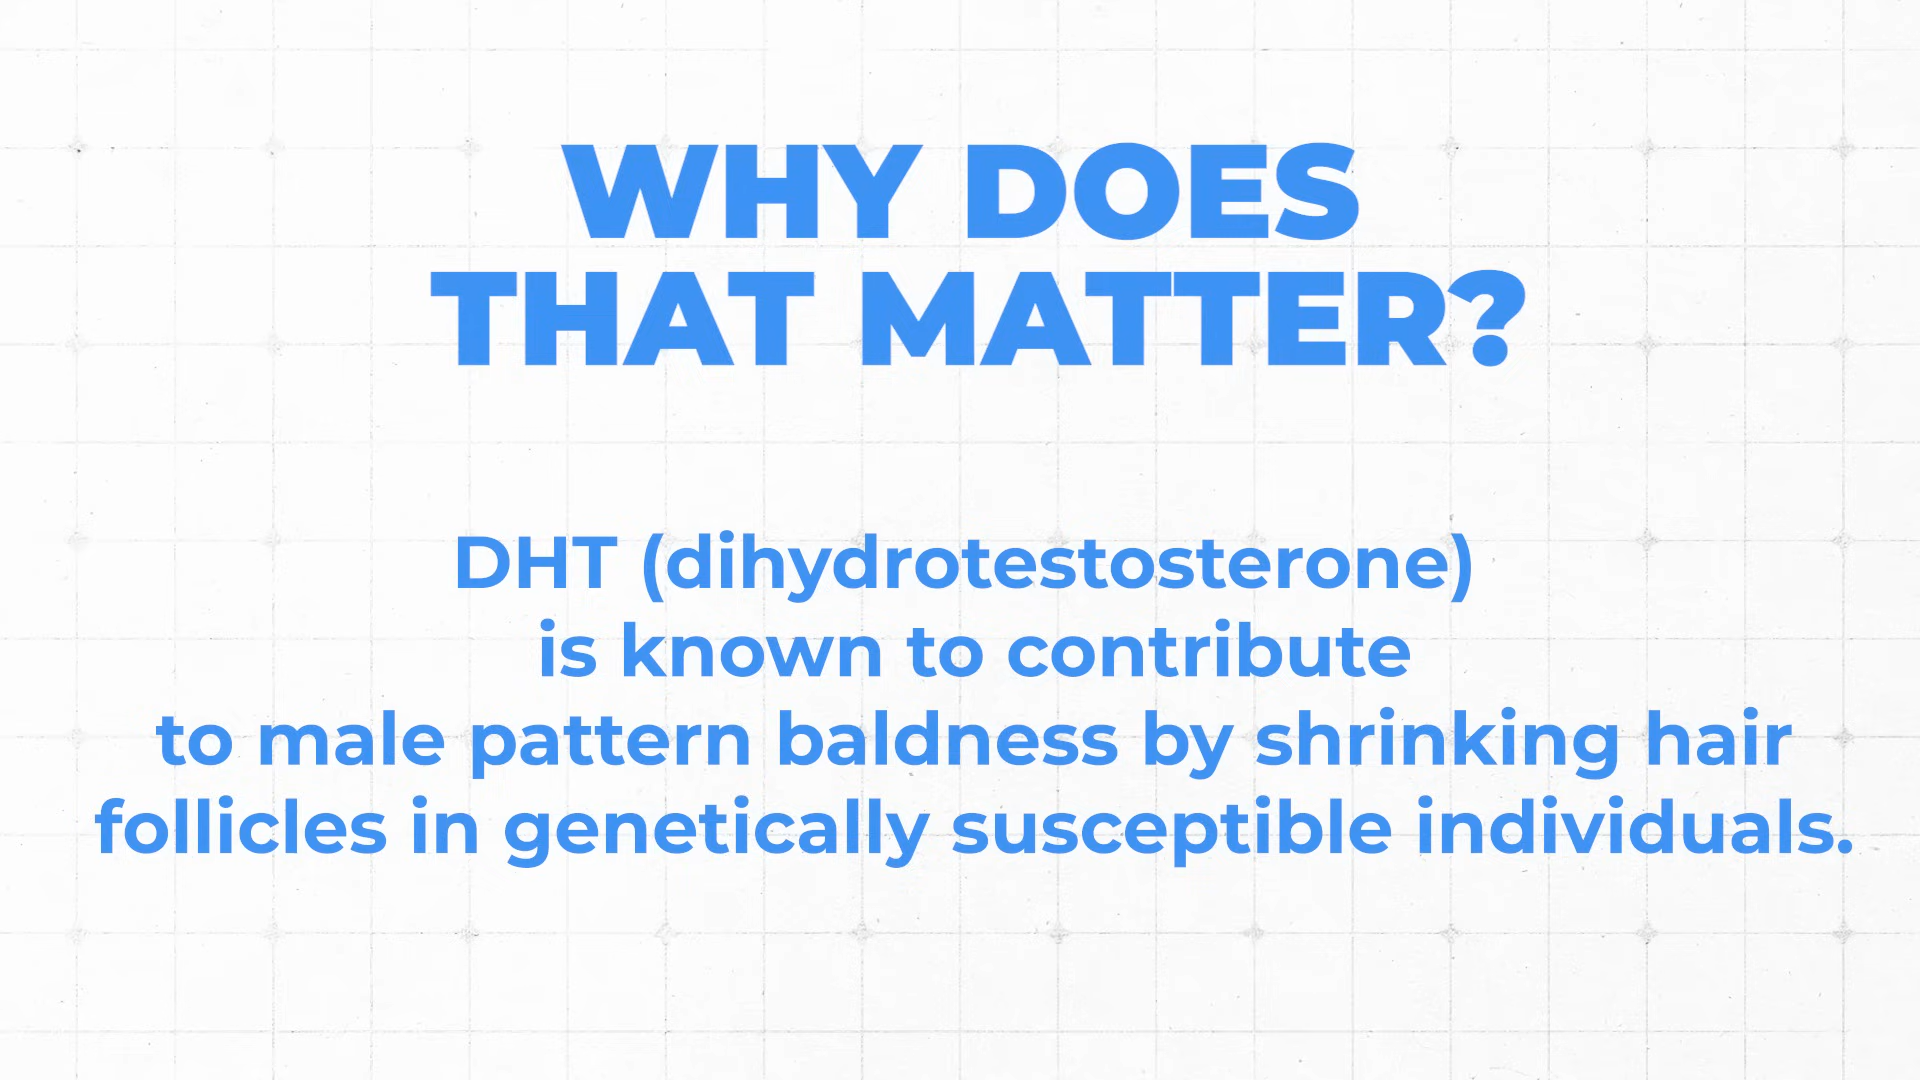 WHY DOES
THAT MATTER?
DHT (dihydrotestosterone)
is known to contribute
to male pattern baldness by shrinking hair
follicles in genetically susceptible individuals.